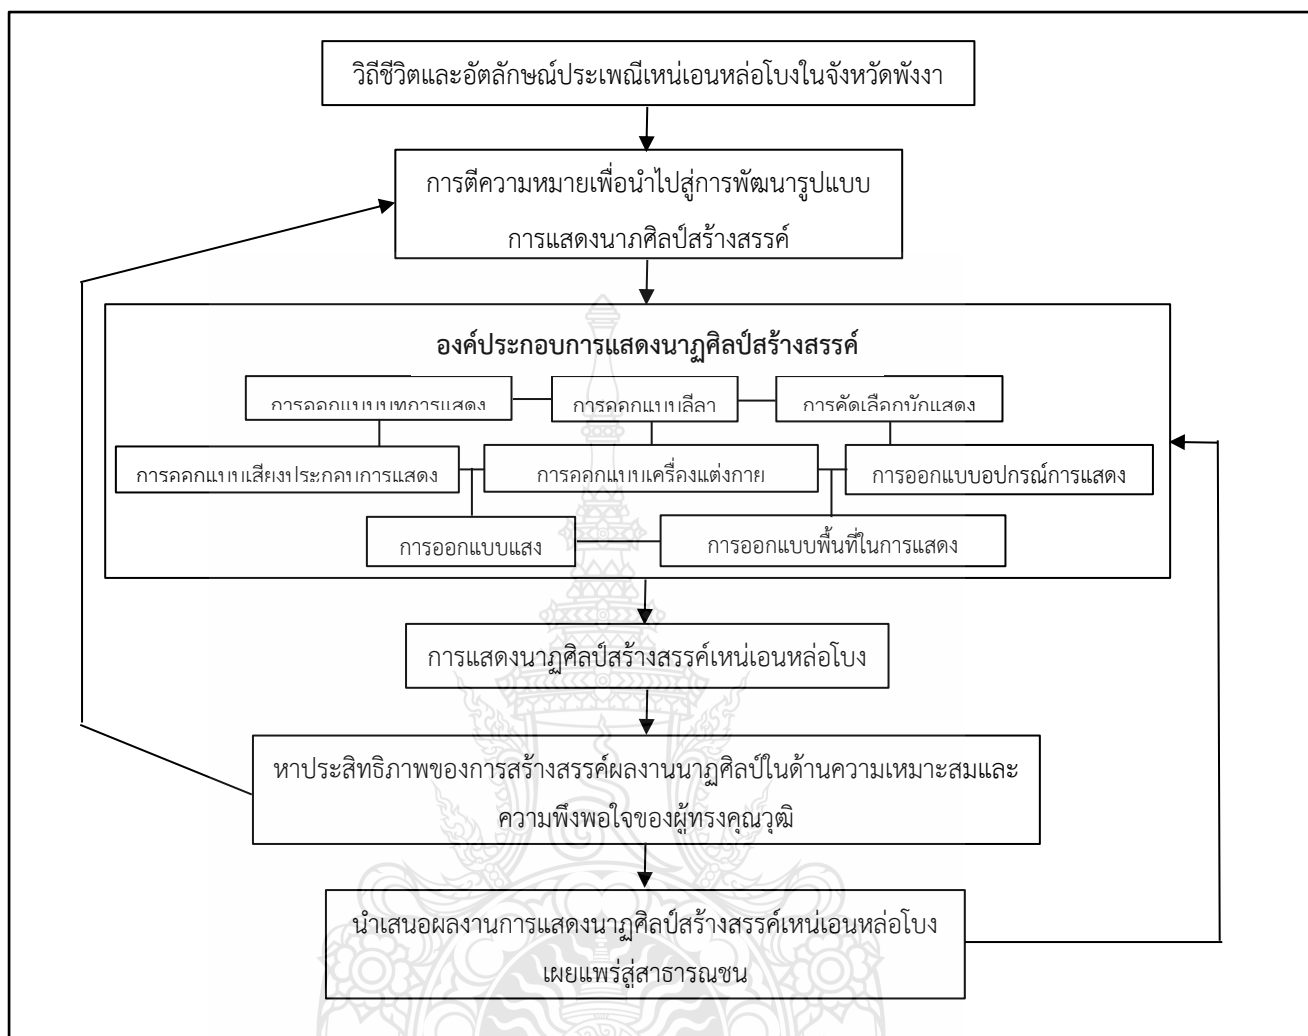 วิถีชีวิตและอัตลักษณ์ประเพณีเหน่เอนหล่อโบงในจังหวัดพังงา
การตีความหมายเพื่อนำไปสู่การพัฒนารูปแบบ
การแสดงนาภศิลป์สร้างสรรค์
องค์ประกอบการแสดงนาฏศิลป์สร้างสรรค์
การออกแบบบทการแสดง
การออกแบบลีลา
การคัดเลือกนักแสดง
การออกแบบเสียงประกอบการแสดง
การออกแบบเครื่องแต่งกาย
การออกแบบอุปกรณ์การแสดง
การออกแบบแสง
การออกแบบพื้นที่ในการแสดง
การแสดงนาฏศิลป์สร้างสรรค์เหน่เอนหล่อโบง
หาประสิทธิภาพของการสร้างสรรค์ผลงานนาฏศิลป์ในด้านความเหมาะสมและ
ความพึงพอใจของผู้ทรงคุณวุฒิ
นำเสนอผลงานการแสดงนาฏศิลป์สร้างสรรค์เหน่เอนหล่อโบง
เผยแพร่สู่สาธารณชน